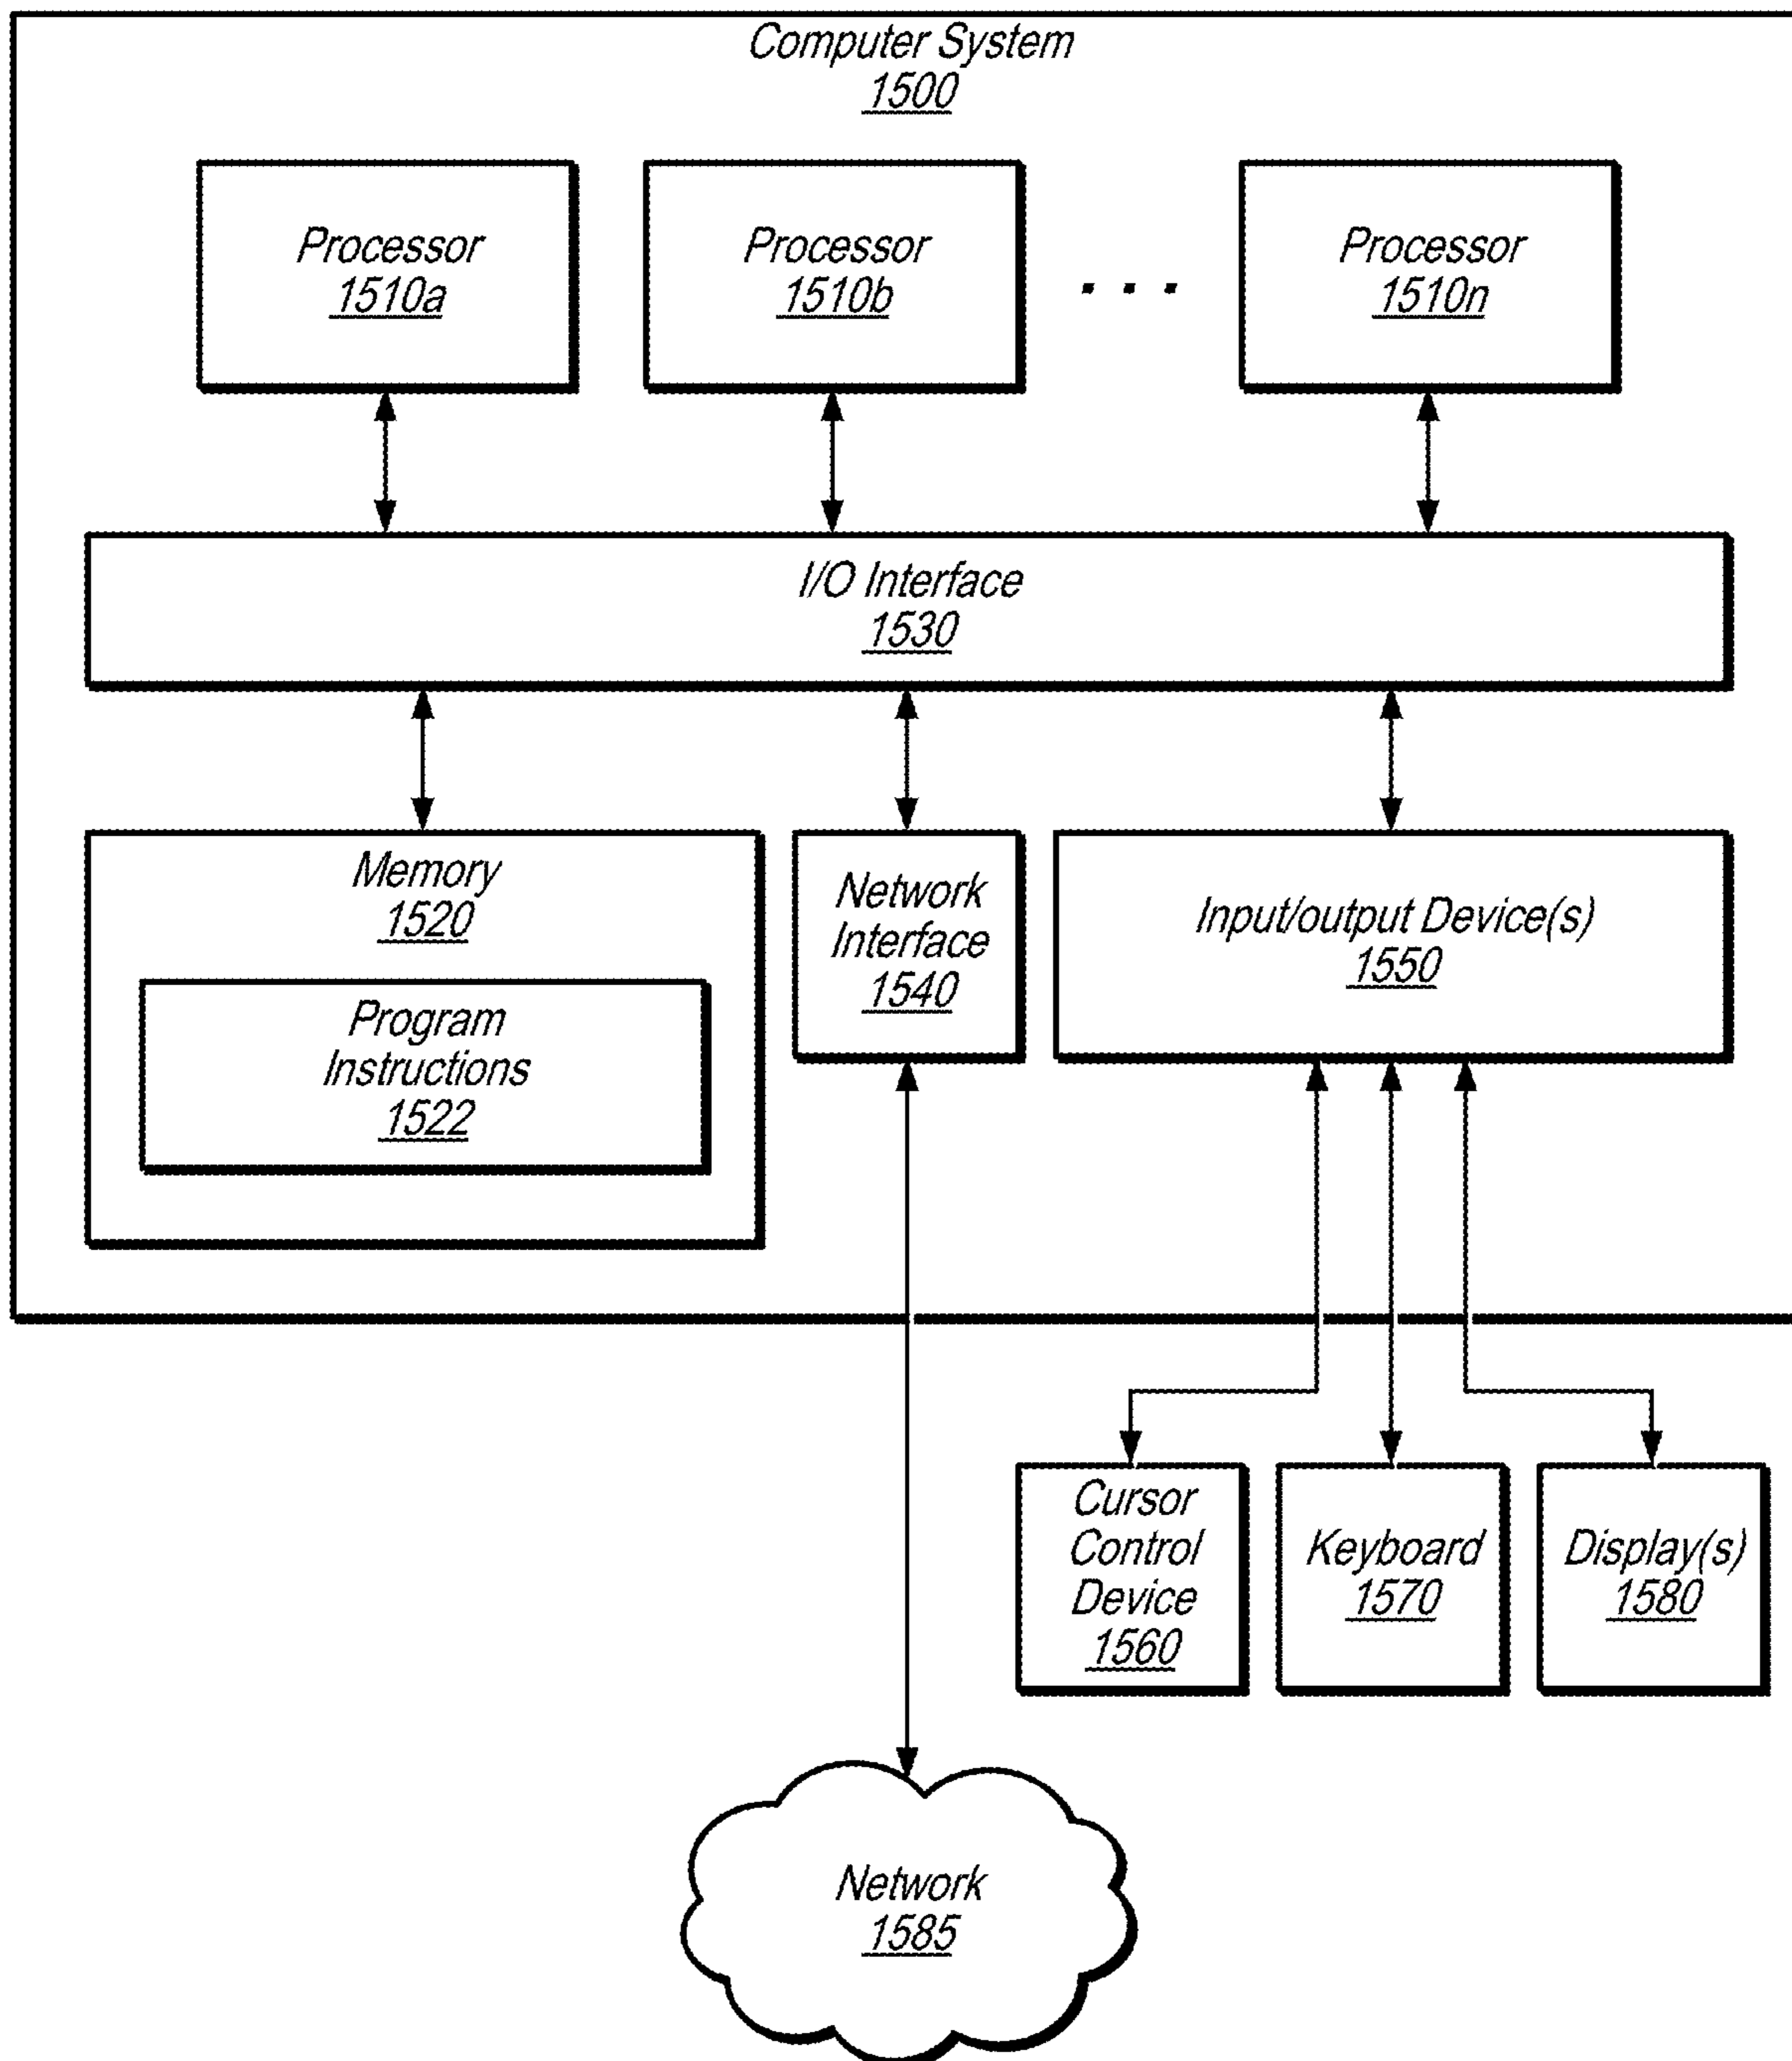 Computer System
1500
Processor
1510a
Processor
1510b
. . .
Processor
1510n
I/O Interface
1530
Memory
1520
Program
Instructions
1522
Network
Interface
1540
Input/output Device(s)
1550
Cursor
Control
Device
1560
Keyboard
1570
Display(s)
1580
Network
1585